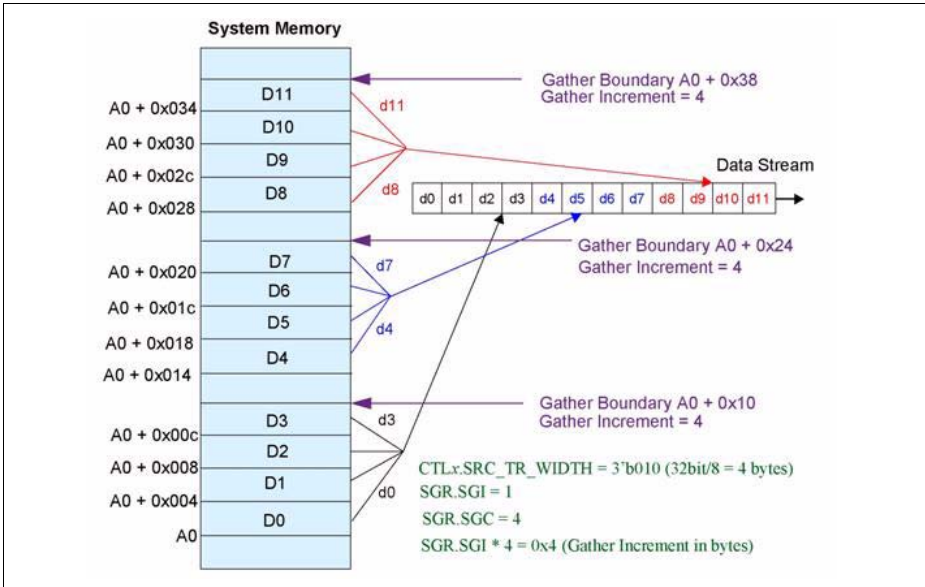 System Memory
Gather Boundary A0 + 0x38
Gather Increment = 4
D11
d11
A0 + 0x034
D10
A0 + 0x030
D9
A0 + 0x02c
D8
d8
A0 + 0x028
Data Stream
d0 d1 d2 d3 d4 d5 d6 d7 d8 d9 d10 d11
Gather Boundary A0 + 0x24
Gather Increment = 4
D7
d7
A0 + 0x020
D6
A0 + 0x01c
D5
d4
A0 + 0x018
D4
A0 + 0x014
Gather Boundary A0 + 0x10
Gather Increment = 4
D3
d3
A0 + 0x00c
D2
A0 + 0x008
D1
d0
A0 + 0x004
D0
A0
CTLx.SRC_TR_WIDTH = 3'b010 (32bit/8 = 4 bytes)
SGR.SGI = 1
SGR.SGC = 4
SGR.SGI * 4 = 0x4 (Gather Increment in bytes)